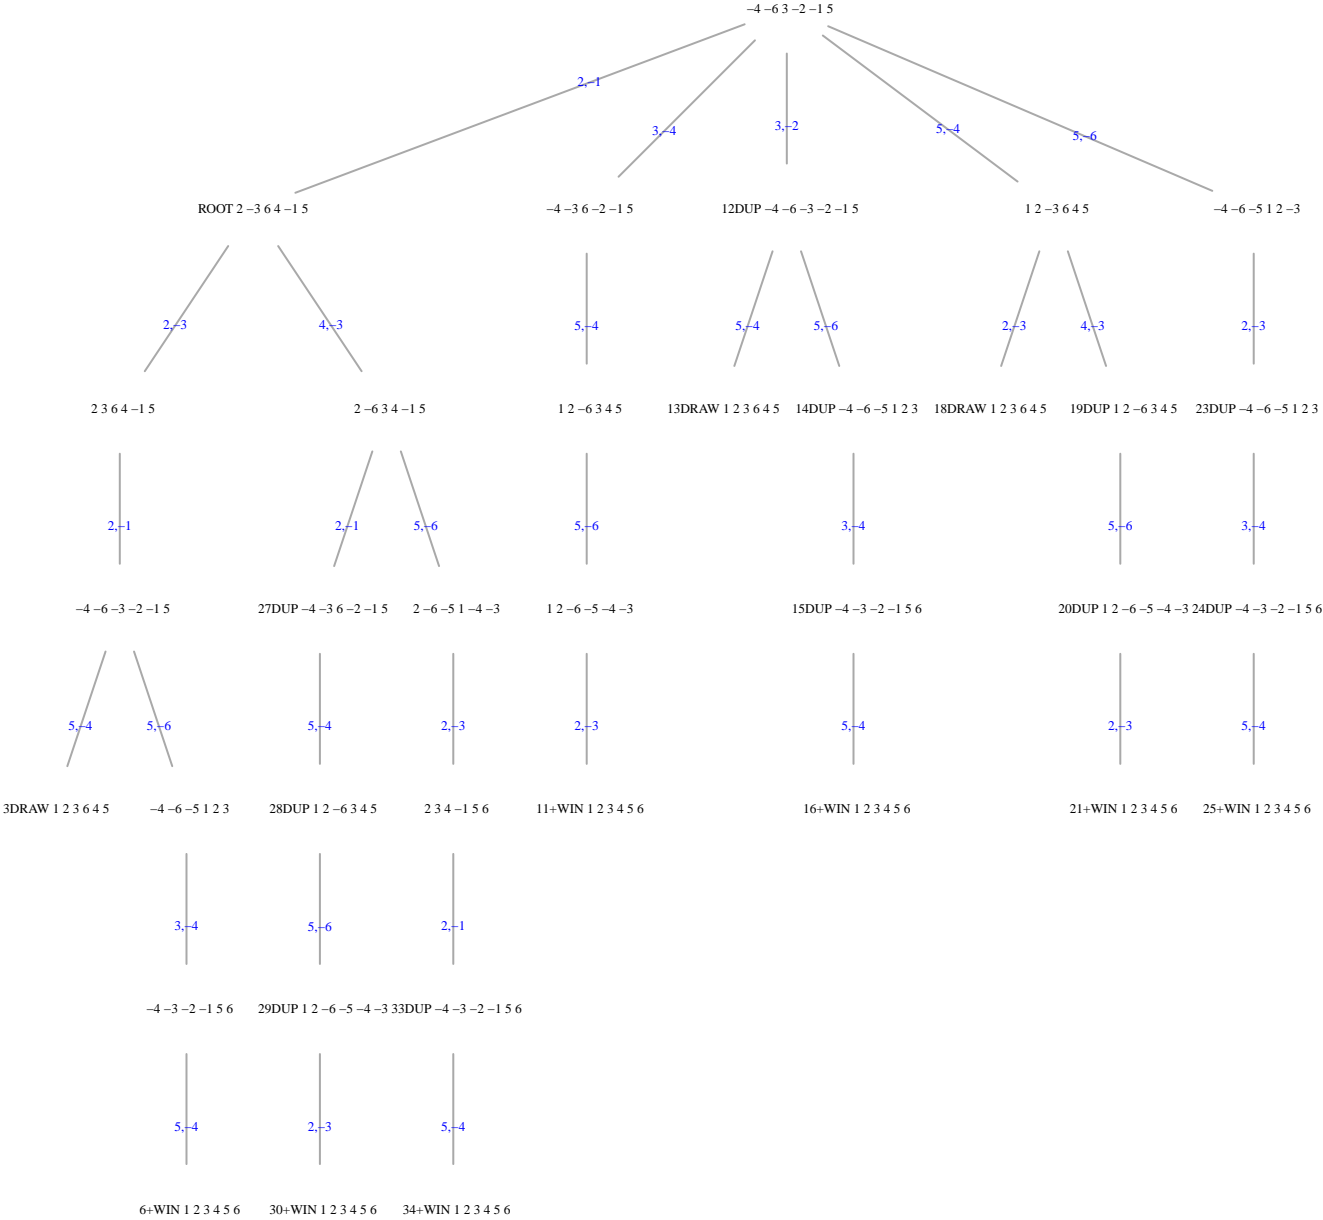 −4 −6 3 −2 −1 5
2,−1
3,−4
3,−2
5,−4
5,−6
ROOT 2 −3 6 4 −1 5
−4 −3 6 −2 −1 5
12DUP −4 −6 −3 −2 −1 5
1 2 −3 6 4 5
−4 −6 −5 1 2 −3
2,−3
4,−3
5,−4
5,−4
5,−6
2,−3
4,−3
2,−3
2 3 6 4 −1 5
2 −6 3 4 −1 5
1 2 −6 3 4 5
13DRAW 1 2 3 6 4 5
14DUP −4 −6 −5 1 2 3
18DRAW 1 2 3 6 4 5
19DUP 1 2 −6 3 4 5
23DUP −4 −6 −5 1 2 3
2,−1
2,−1
5,−6
5,−6
3,−4
5,−6
3,−4
−4 −6 −3 −2 −1 5
27DUP −4 −3 6 −2 −1 5
2 −6 −5 1 −4 −3
1 2 −6 −5 −4 −3
15DUP −4 −3 −2 −1 5 6
20DUP 1 2 −6 −5 −4 −3
24DUP −4 −3 −2 −1 5 6
5,−4
5,−6
5,−4
2,−3
2,−3
5,−4
2,−3
5,−4
3DRAW 1 2 3 6 4 5
−4 −6 −5 1 2 3
28DUP 1 2 −6 3 4 5
2 3 4 −1 5 6
11+WIN 1 2 3 4 5 6
16+WIN 1 2 3 4 5 6
21+WIN 1 2 3 4 5 6
25+WIN 1 2 3 4 5 6
3,−4
5,−6
2,−1
−4 −3 −2 −1 5 6
29DUP 1 2 −6 −5 −4 −3
33DUP −4 −3 −2 −1 5 6
5,−4
2,−3
5,−4
6+WIN 1 2 3 4 5 6
30+WIN 1 2 3 4 5 6
34+WIN 1 2 3 4 5 6